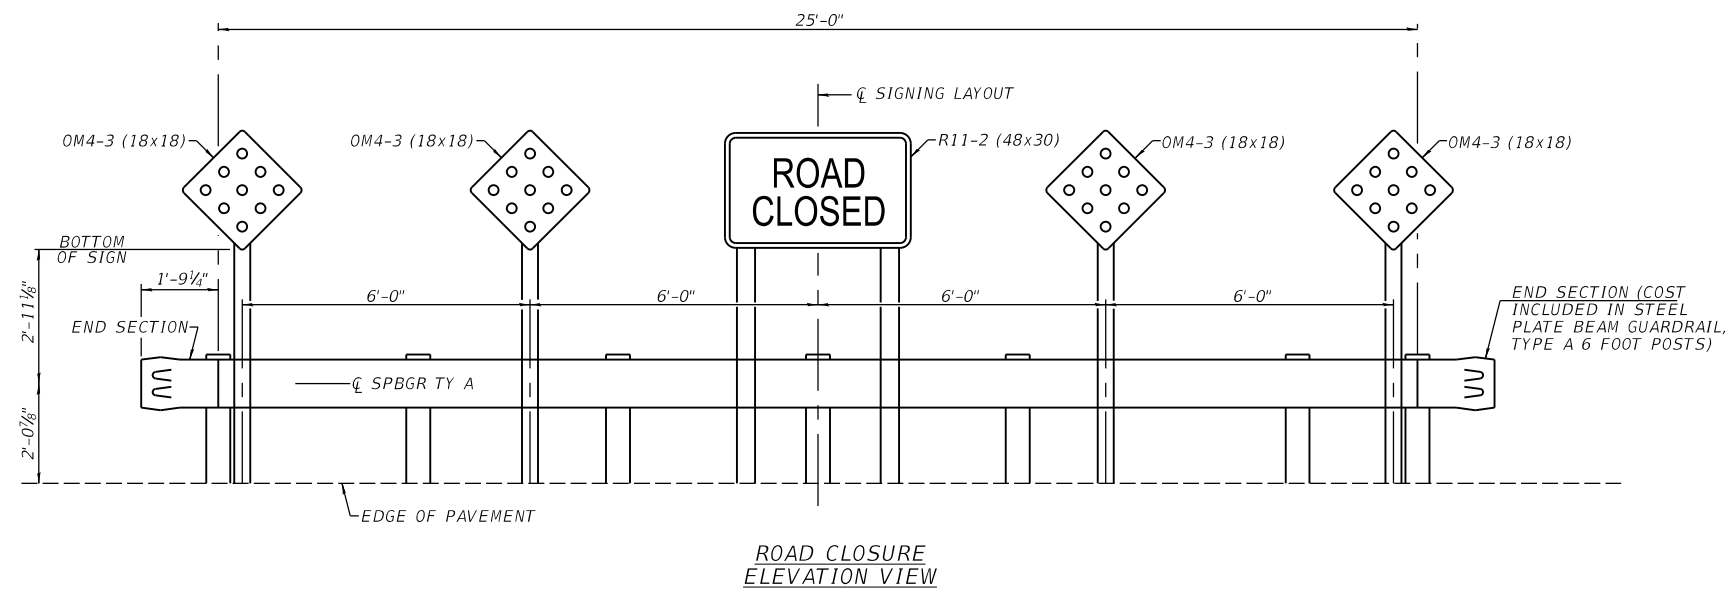 25'-0"
℄ SIGNING LAYOUT
OM4-3 (18x18)
OM4-3 (18x18)
R11-2 (48x30)
OM4-3 (18x18)
OM4-3 (18x18)
ROAD
CLOSED
BOTTOM
OF SIGN
1'-9¼"
2'-11⅛"
6'-0"
6'-0"
6'-0"
6'-0"
END SECTION
END SECTION (COST
INCLUDED IN STEEL
PLATE BEAM GUARDRAIL,
TYPE A 6 FOOT POSTS)
℄ SPBGR TY A
2'-0⅞"
EDGE OF PAVEMENT
ROAD CLOSURE
ELEVATION VIEW